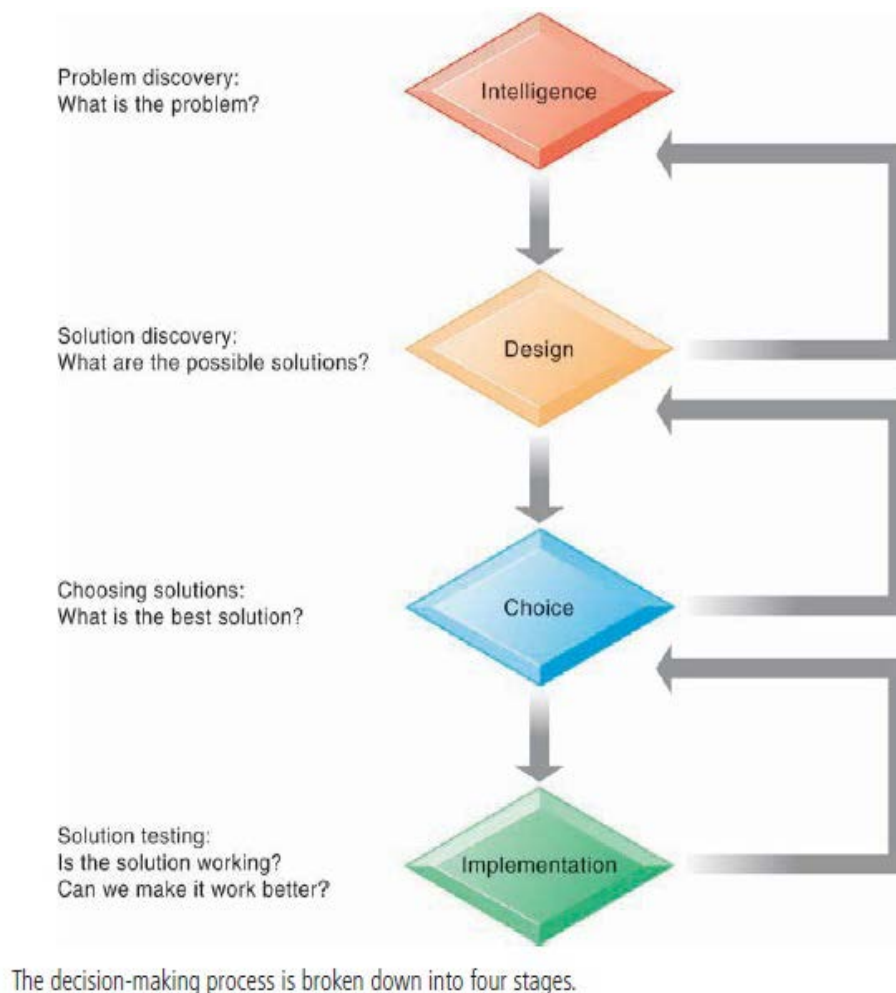 Problem discovery:
What is the problem?
Intelligence
Solution discovery:
What are the possible solutions?
Design
Choosing solutions:
What is the best solution?
Choice
Solution testing:
Is the solution working?
Can we make it work better?
Implementation
The decision-making process is broken down into four stages.